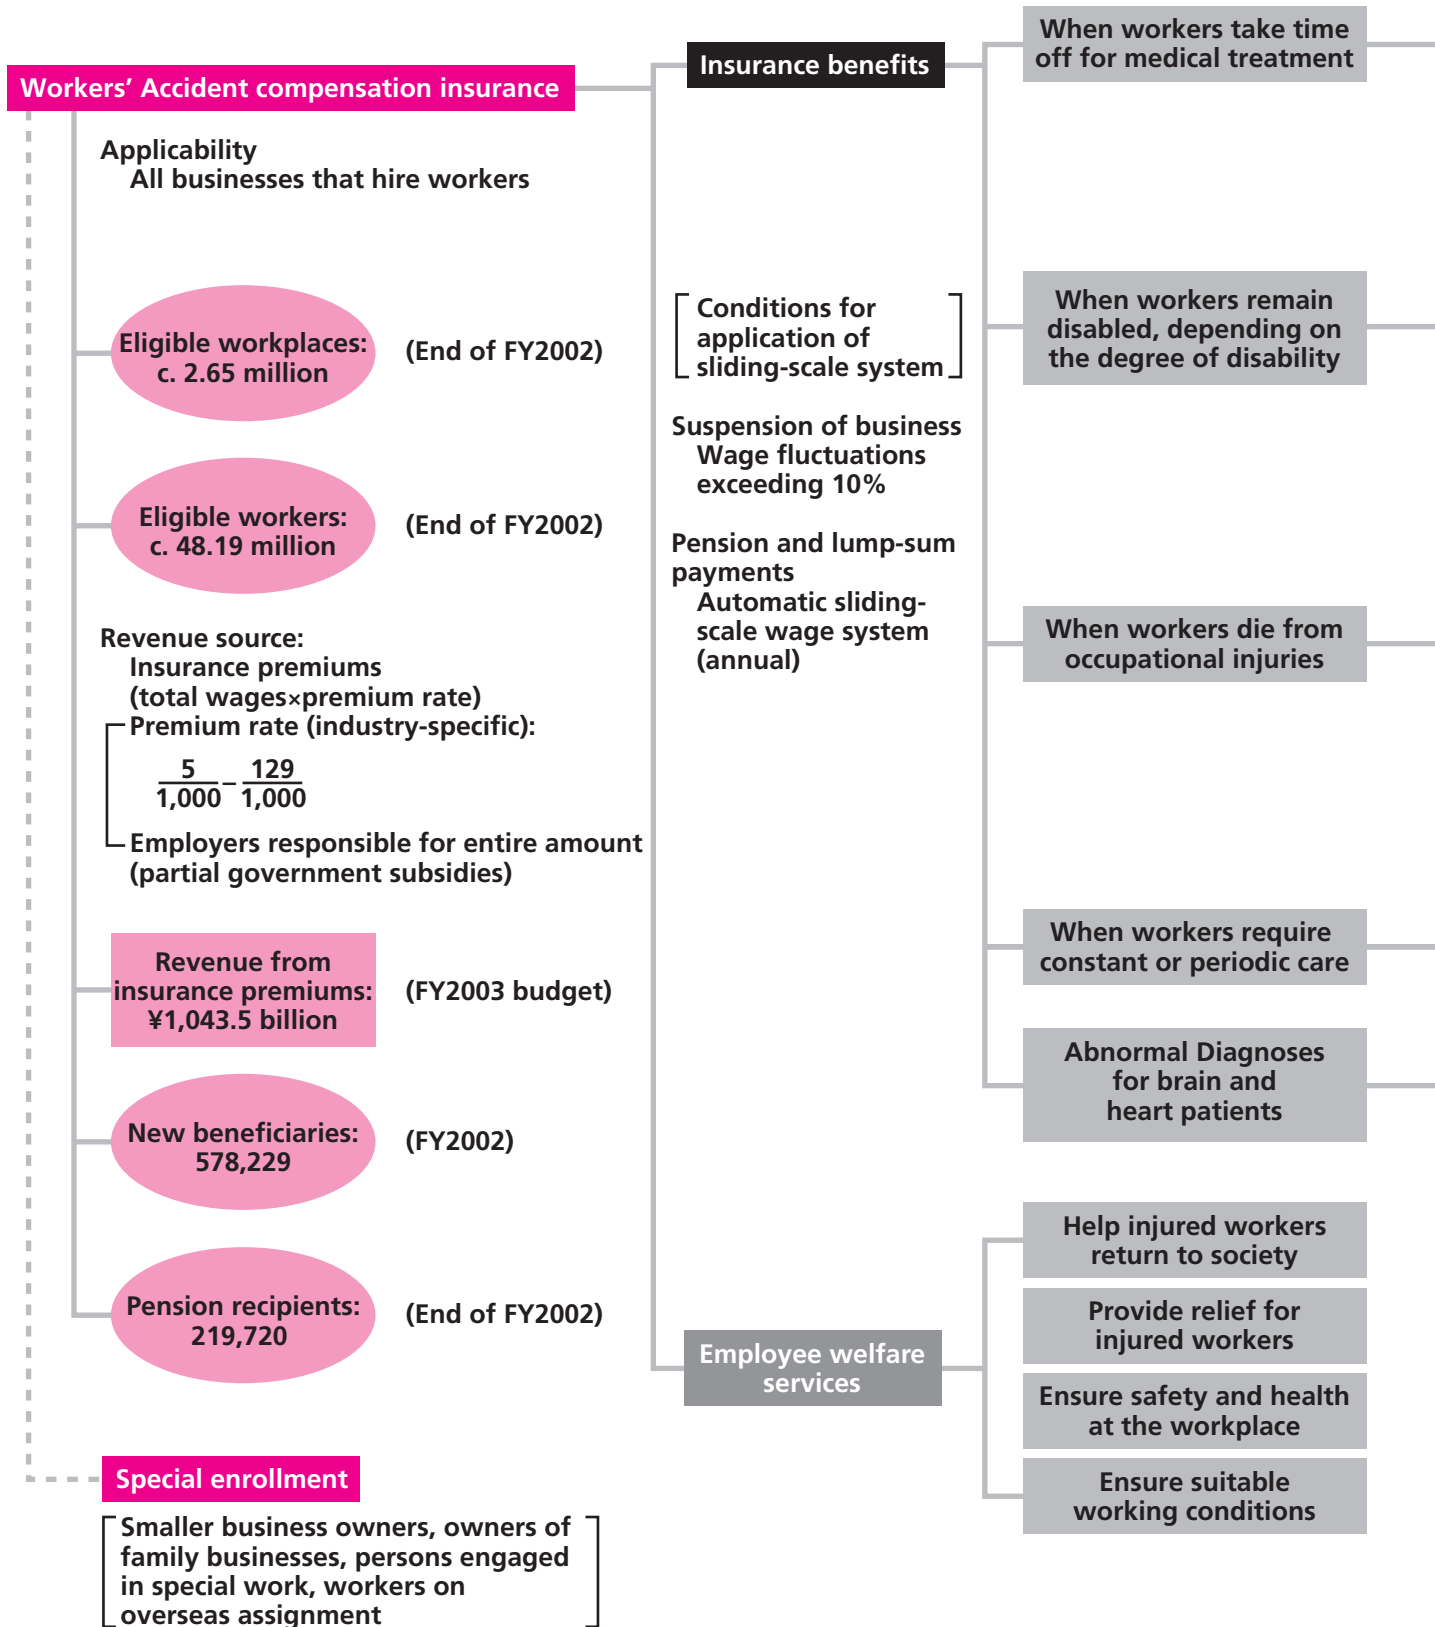 Workers’ Accident compensation insurance
Applicability
All businesses that hire workers
Eligible workplaces:
c. 2.65 million
(End of FY2002)
Eligible workers:
c. 48.19 million
(End of FY2002)
Revenue source:
Insurance premiums
(total wages×premium rate)
Premium rate (industry-specific):
5/1,000 – 129/1,000
Employers responsible for entire amount
(partial government subsidies)
Revenue from
insurance premiums:
¥1,043.5 billion
(FY2003 budget)
New beneficiaries:
578,229
(FY2002)
Pension recipients:
219,720
(End of FY2002)
Special enrollment
Smaller business owners, owners of
family businesses, persons engaged
in special work, workers on
overseas assignment
Insurance benefits
Conditions for
application of
sliding-scale system
Suspension of business
Wage fluctuations
exceeding 10%
Pension and lump-sum
payments
Automatic sliding-
scale wage system
(annual)
Employee welfare
services
When workers take time
off for medical treatment
When workers remain
disabled, depending on
the degree of disability
When workers die from
occupational injuries
When workers require
constant or periodic care
Abnormal Diagnoses
for brain and
heart patients
Help injured workers
return to society
Provide relief for
injured workers
Ensure safety and health
at the workplace
Ensure suitable
working conditions